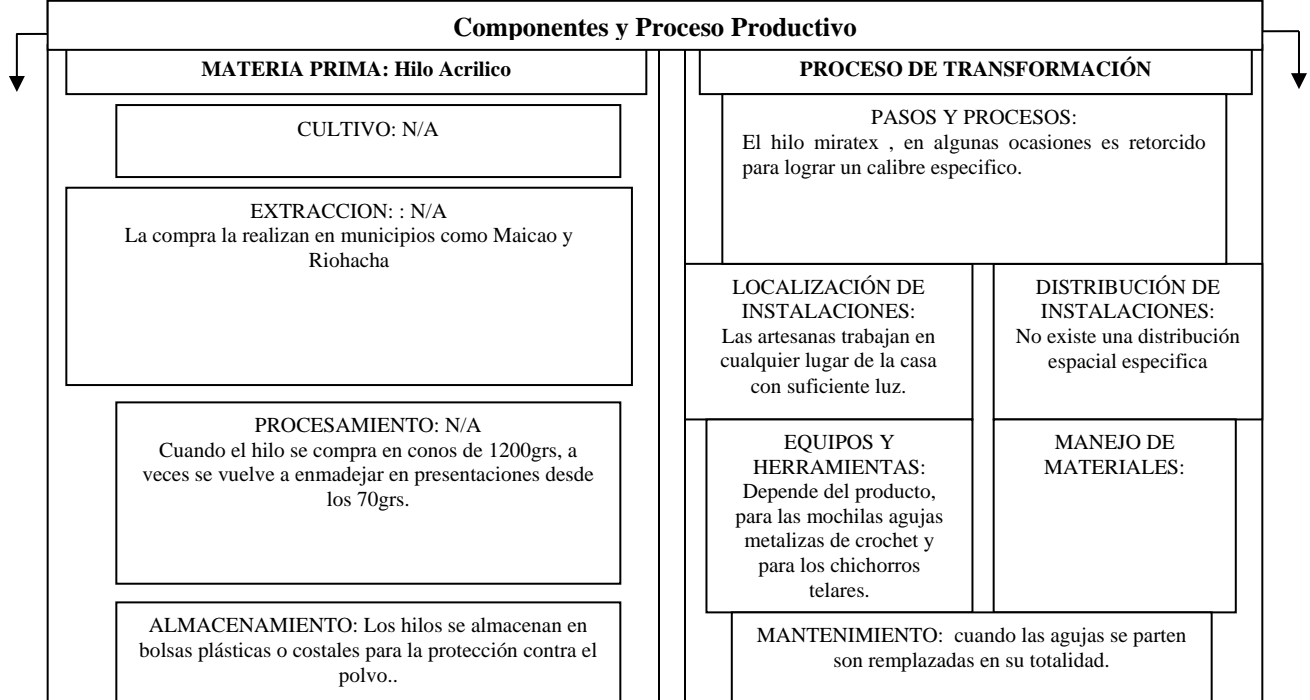 Componentes y Proceso Productivo
MATERIA PRIMA: Hilo Acrilico
CULTIVO: N/A
EXTRACCION: : N/A
La compra la realizan en municipios como Maicao y
Riohacha
PROCESAMIENTO: N/A
Cuando el hilo se compra en conos de 1200grs, a
veces se vuelve a enmadejar en presentaciones desde
los 70grs.
ALMACENAMIENTO: Los hilos se almacenan en
bolsas plásticas o costales para la protección contra el
polvo..
PROCESO DE TRANSFORMACIÓN
PASOS Y PROCESOS:
El hilo miratex , en algunas ocasiones es retorcido
para lograr un calibre especifico.
LOCALIZACIÓN DE
INSTALACIONES:
Las artesanas trabajan en
cualquier lugar de la casa
con suficiente luz.
DISTRIBUCIÓN DE
INSTALACIONES:
No existe una distribución
espacial especifica
EQUIPOS Y
HERRAMIENTAS:
Depende del producto,
para las mochilas agujas
metalizas de crochet y
para los chichorros
telares.
MANEJO DE
MATERIALES:
MANTENIMIENTO: cuando las agujas se parten
son remplazadas en su totalidad.